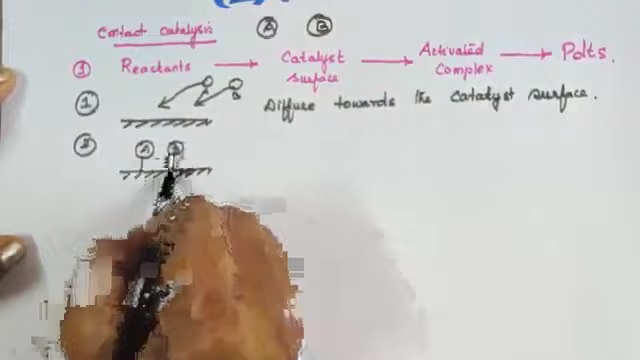 Contact catalysis A B
① Reactants → Catalyst surface → Activated Complex → Pdts.
① A B Diffuse towards the catalyst surface.
② A B